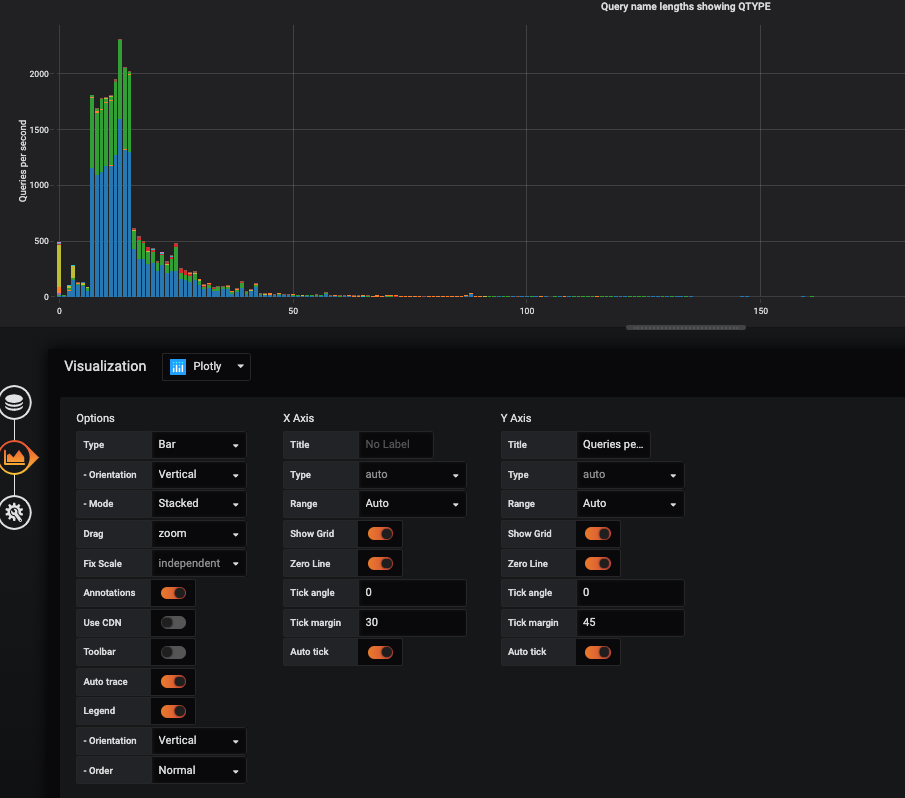 Query name lengths showing QTYPE
Queries per second
2000
1500
1000
500
0
0 50 100 150
Visualization Plotly
Options X Axis Y Axis
Type Bar Title No Label Title Queries pe...
- Orientation Vertical Type auto Type auto
- Mode Stacked Range Auto Range Auto
Drag zoom Show Grid Show Grid
Fix Scale independent Zero Line Zero Line
Annotations Tick angle 0 Tick angle 0
Use CDN Tick margin 30 Tick margin 45
Toolbar Auto tick Auto tick
Auto trace
Legend
- Orientation Vertical
- Order Normal